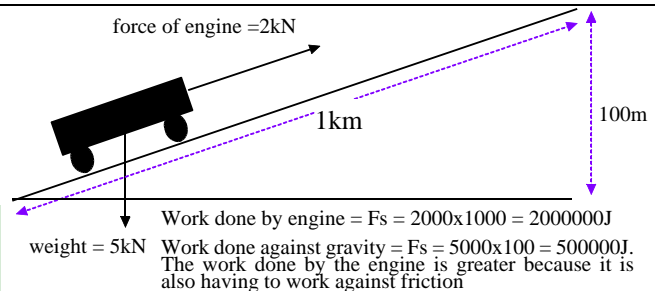 force of engine =2kN
1km
100m
Work done by engine = Fs = 2000x1000 = 2000000J
weight = 5kN
Work done against gravity = Fs = 5000x100 = 500000J.
The work done by the engine is greater because it is
also having to work against friction